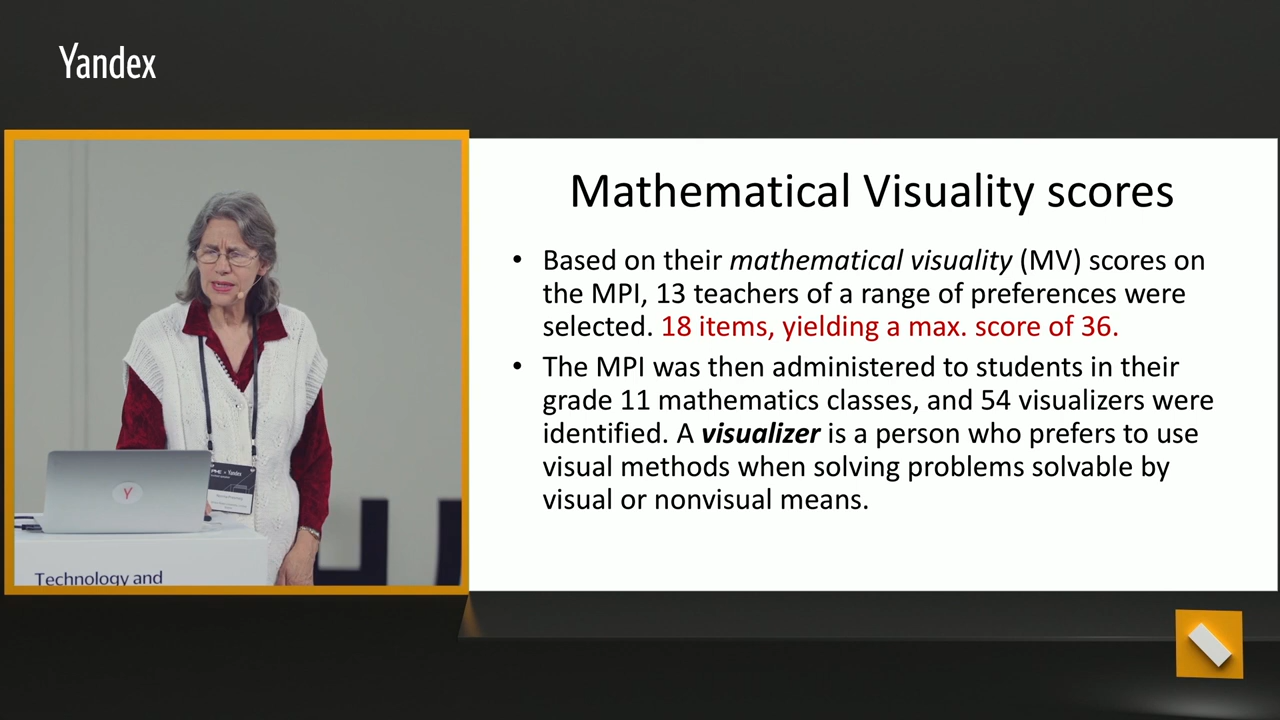 Yandex
Mathematical Visuality scores
• Based on their mathematical visuality (MV) scores on
the MPI, 13 teachers of a range of preferences were
selected. 18 items, yielding a max. score of 36.
• The MPI was then administered to students in their
grade 11 mathematics classes, and 54 visualizers were
identified. A visualizer is a person who prefers to use
visual methods when solving problems solvable by
visual or nonvisual means.
Y
PME + Yandex
Technology and